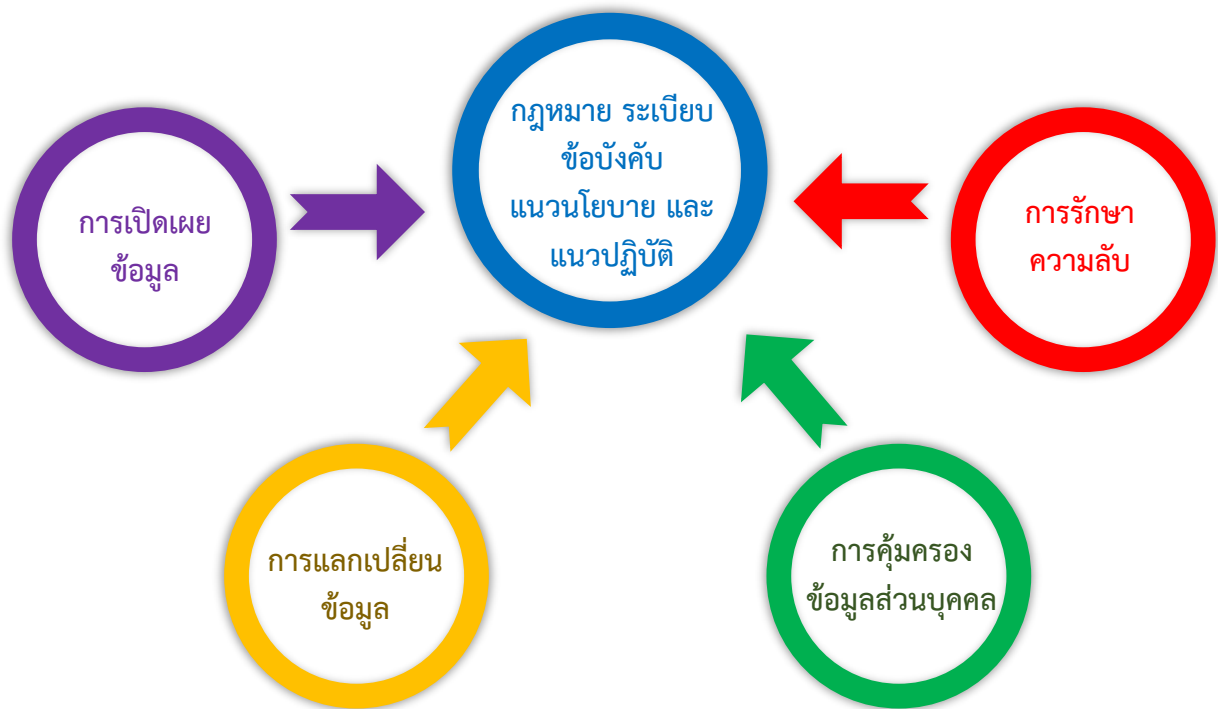 กฎหมาย ระเบียบ
ข้อบังคับ
แนวนโยบาย และ
แนวปฏิบัติ
การเปิดเผย
ข้อมูล
การรักษา
ความลับ
การแลกเปลี่ยน
ข้อมูล
การคุ้มครอง
ข้อมูลส่วนบุคคล